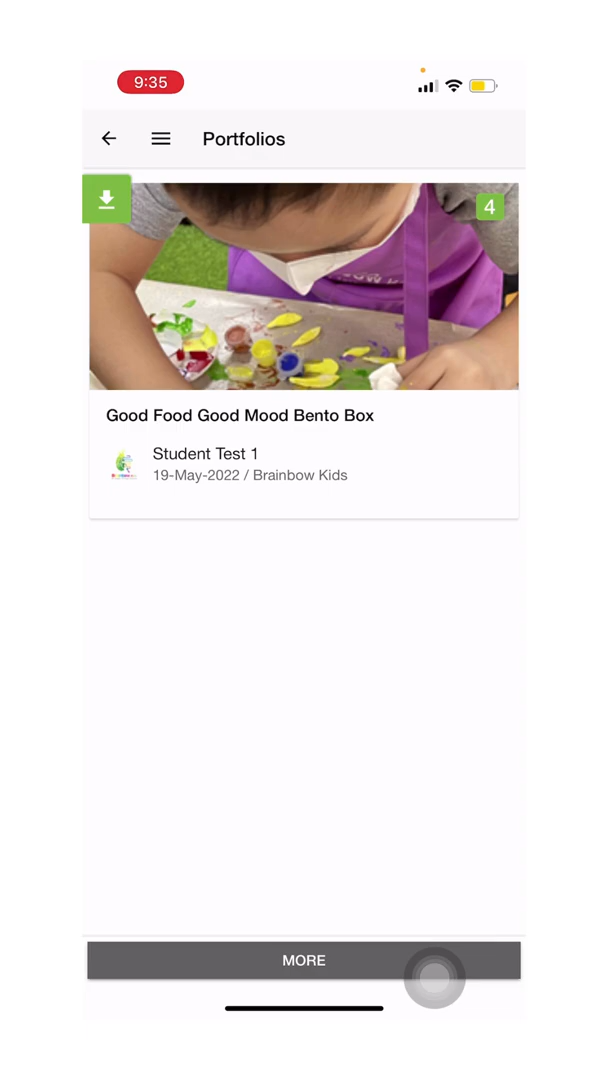 9:35
Portfolios
4
Good Food Good Mood Bento Box
Student Test 1
19-May-2022 / Brainbow Kids
MORE